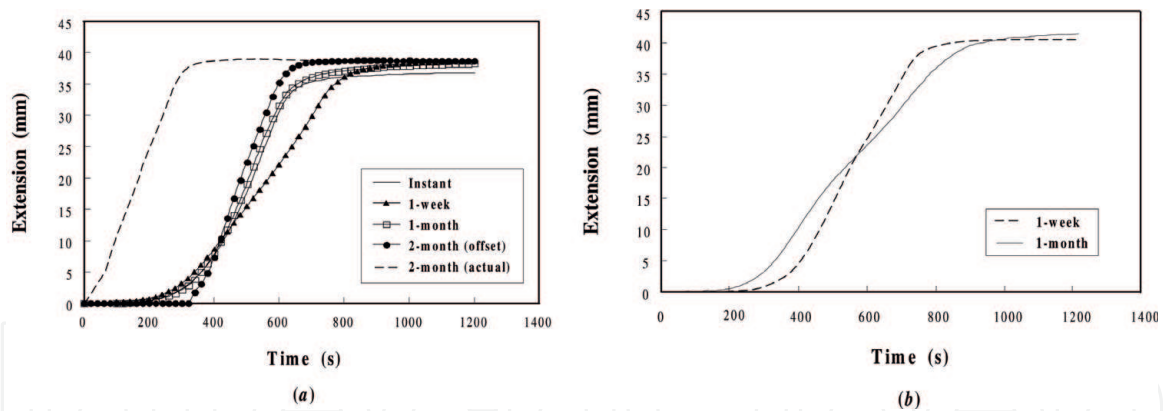 45
40
35
30
25
20
15
10
5
0
Extension (mm)
0 200 400 600 800 1000 1200 1400
Time (s)
Instant
1-week
1-month
2-month (offset)
2-month (actual)
(a)
45
40
35
30
25
20
15
10
5
0
Extension (mm)
0 200 400 600 800 1000 1200 1400
Time (s)
1-week
1-month
(b)